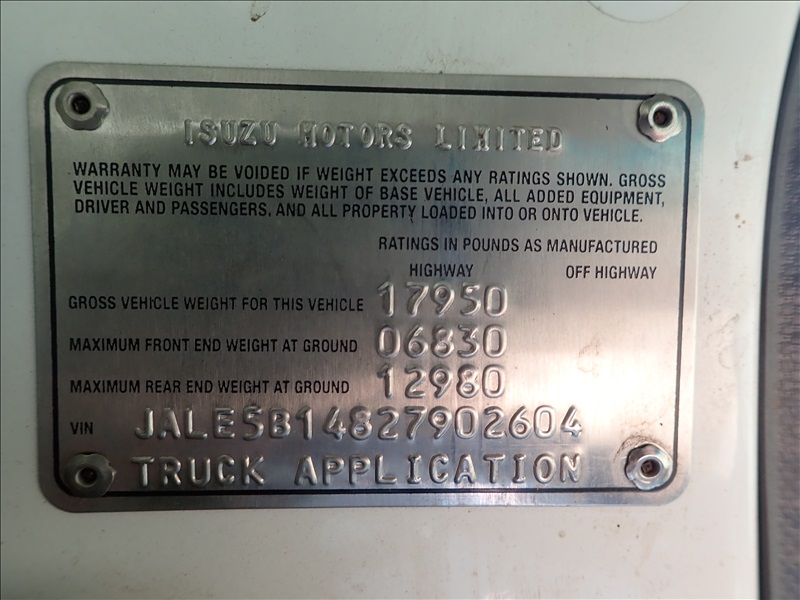 ISUZU MOTORS LIMITED
WARRANTY MAY BE VOIDED IF WEIGHT EXCEEDS ANY RATINGS SHOWN. GROSS
VEHICLE WEIGHT INCLUDES WEIGHT OF BASE VEHICLE, ALL ADDED EQUIPMENT,
DRIVER AND PASSENGERS, AND ALL PROPERTY LOADED INTO OR ONTO VEHICLE.
RATINGS IN POUNDS AS MANUFACTURED
HIGHWAY OFF HIGHWAY
GROSS VEHICLE WEIGHT FOR THIS VEHICLE 17950
MAXIMUM FRONT END WEIGHT AT GROUND 06830
MAXIMUM REAR END WEIGHT AT GROUND 12980
VIN JALE5B14827902604
TRUCK APPLICATION